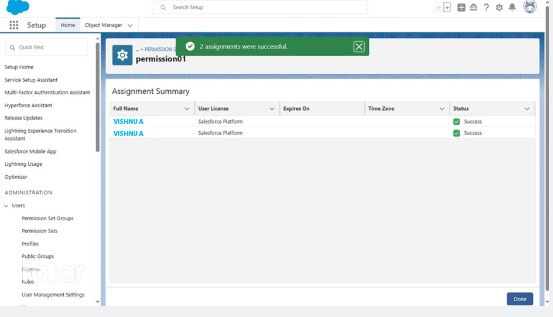 Search Setup
Setup
Home
Object Manager
Quick Find
Setup Home
Service Setup Assistant
Multi-Factor Authentication Assistant
Hyperforce Assistant
Release Updates
Lightning Experience Transition
Assistant
Salesforce Mobile App
Lightning Usage
Optimizer
ADMINISTRATION
Users
Permission Set Groups
Permission Sets
Profiles
Public Groups
Roles
User Management Settings
2 assignments were successful.
... > PERMISSION S
permission01
Assignment Summary
Full Name User License Expires On Time Zone Status
VISHNU A Salesforce Platform Success
VISHNU A Salesforce Platform Success
Done